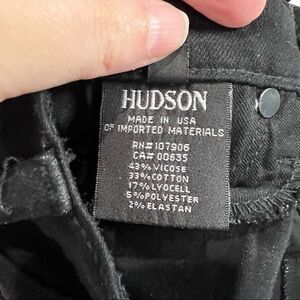 HUDSON
MADE IN USA
OF IMPORTED MATERIALS
RN# 107906
CA# 00635
43% VICOSE
33% COTTON
17% LYOCELL
5% POLYESTER
2% ELASTAN